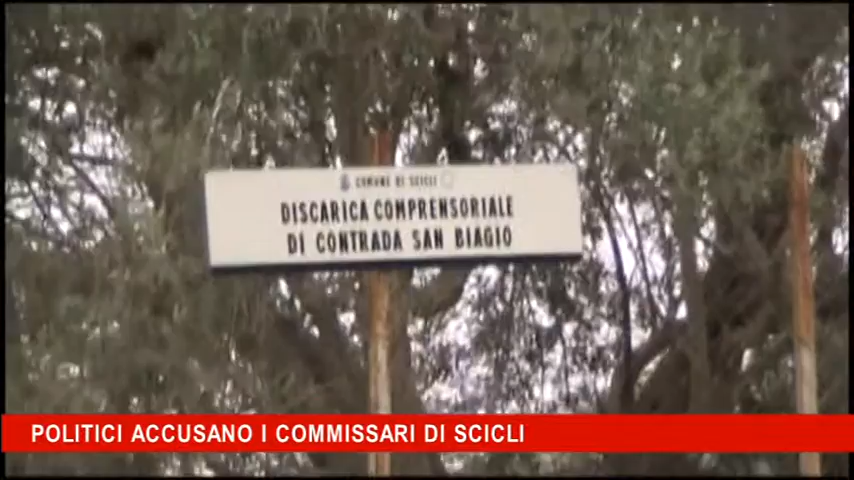 COMUNE DI SCICLI
DISCARICA COMPRENSORIALE
DI CONTRADA SAN BIAGIO
POLITICI ACCUSANO I COMMISSARI DI SCICLI